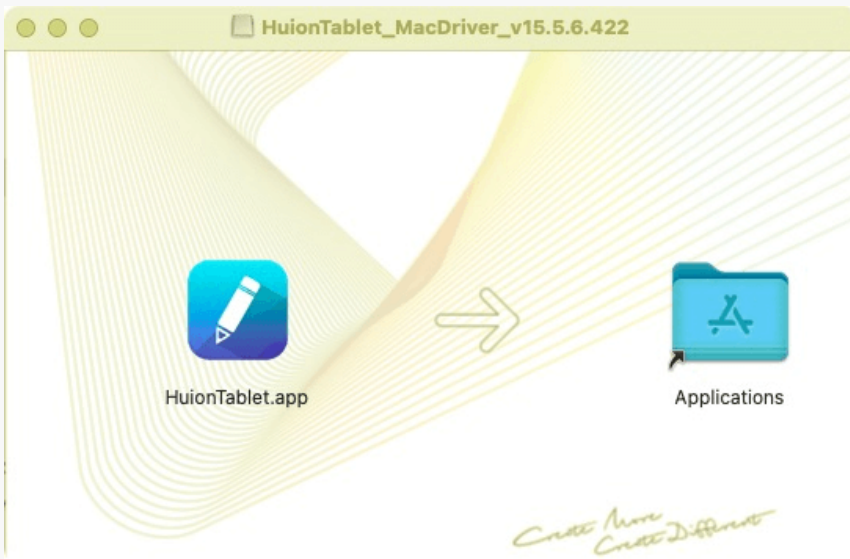 HuionTablet_MacDriver_v15.5.6.422
HuionTablet.app
Applications
Create More
Create Different